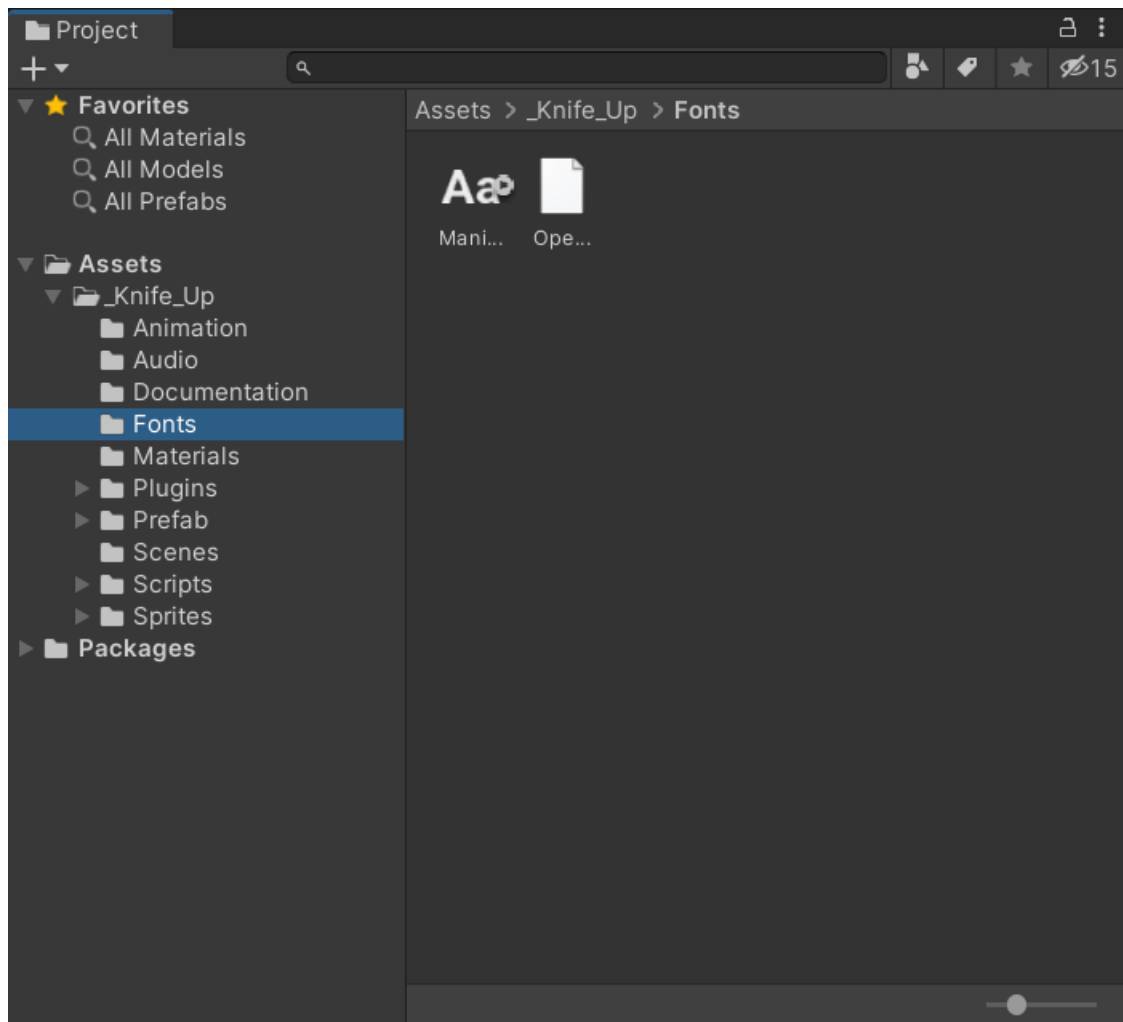 Project
15
Favorites
All Materials
All Models
All Prefabs
Assets
_Knife_Up
Animation
Audio
Documentation
Fonts
Materials
Plugins
Prefab
Scenes
Scripts
Sprites
Packages
Assets > _Knife_Up > Fonts
Aa
Mani... Ope...